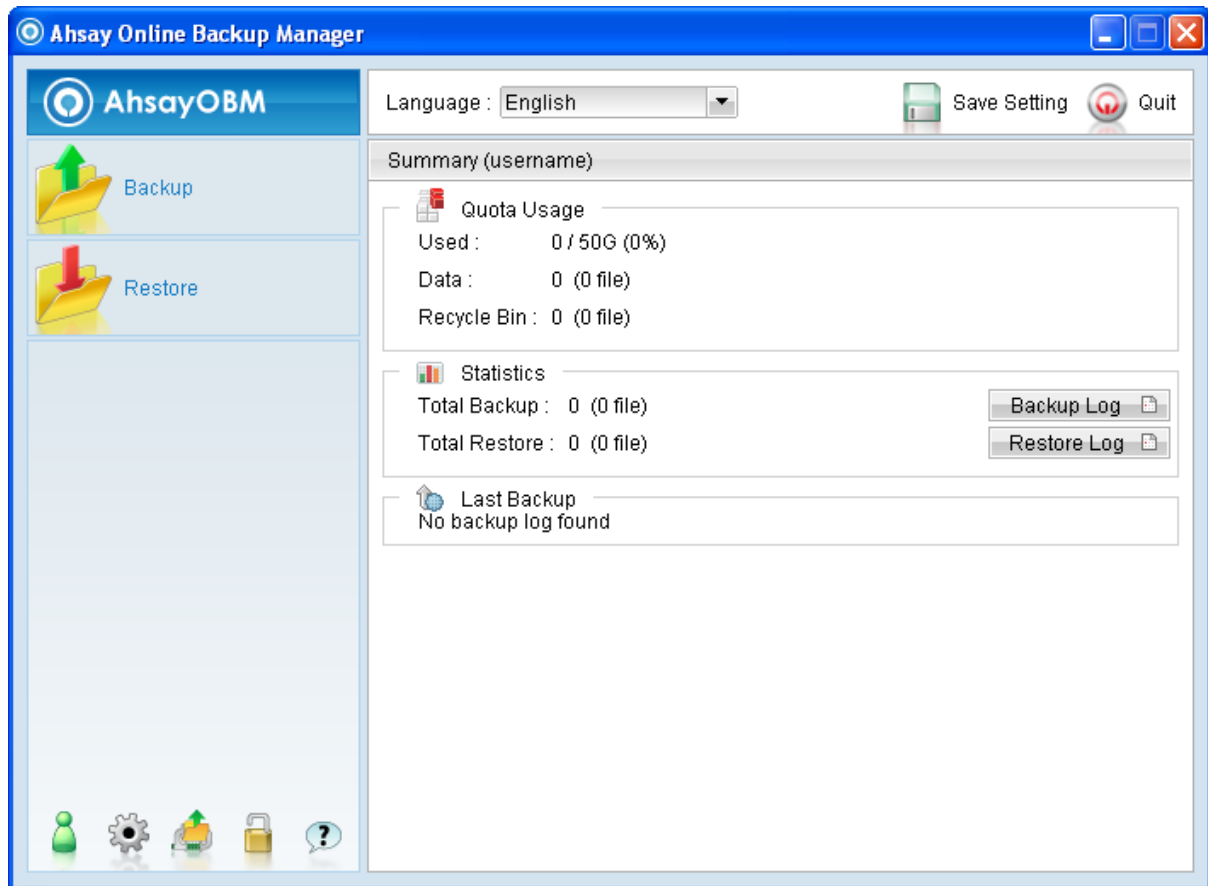 Ahsay Online Backup Manager
AhsayOBM
Language : English
Save Setting
Quit
Backup
Restore
Summary (username)
Quota Usage
Used : 0 / 50G (0%)
Data : 0 (0 file)
Recycle Bin : 0 (0 file)
Statistics
Total Backup : 0 (0 file)
Backup Log
Total Restore : 0 (0 file)
Restore Log
Last Backup
No backup log found